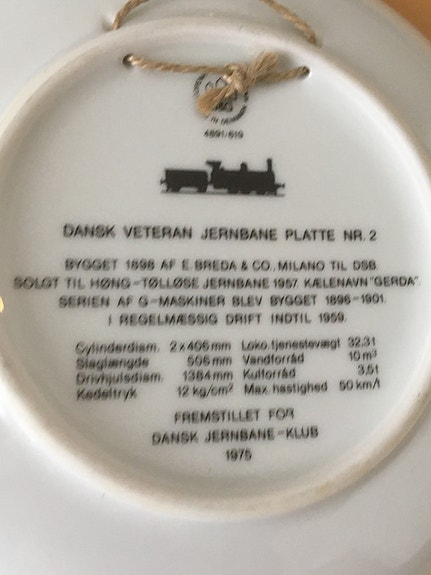 4891/619
DANSK VETERAN JERNBANE PLATTE NR. 2
BYGGET 1898 AF E. BREDA & CO., MILANO TIL DSB.
SOLGT TIL HØNG-TØLLØSE JERNBANE 1957. KÆLENAVN "GERDA".
SERIEN AF G-MASKINER BLEV BYGGET 1896-1901.
I REGELMÆSSIG DRIFT INDTIL 1959.
Cylinderdiam. 2 x 406 mm Loko.tjenestevægt 32,3 t
Slaglængde 506 mm Vandforråd 10 m³
Drivhjulsdiam. 1384 mm Kulforråd 3,5 t
Kedeltryk 12 kg/cm² Max. hastighed 50 km/t
FREMSTILLET FOR
DANSK JERNBANE-KLUB
1975